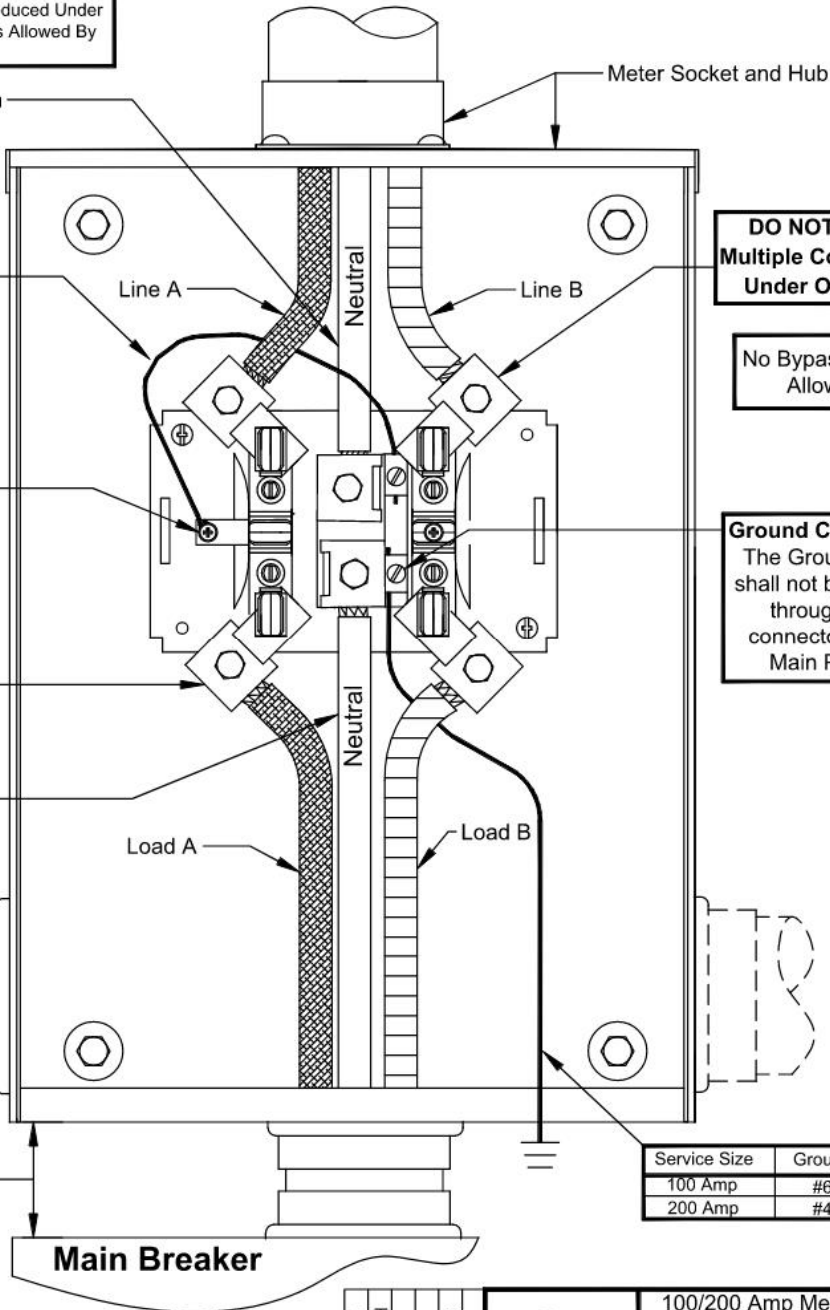 duced Under
s Allowed By
Meter Socket and Hub
DO NOT
Multiple Co
Under O
Line A
Neutral
Line B
No Bypas
Allow
Ground C
The Grou
shall not b
throug
connecto
Main
Neutral
Load A
Load B
Service Size Grou
100 Amp #6
200 Amp #4
Main Breaker
100/200 Amp Me